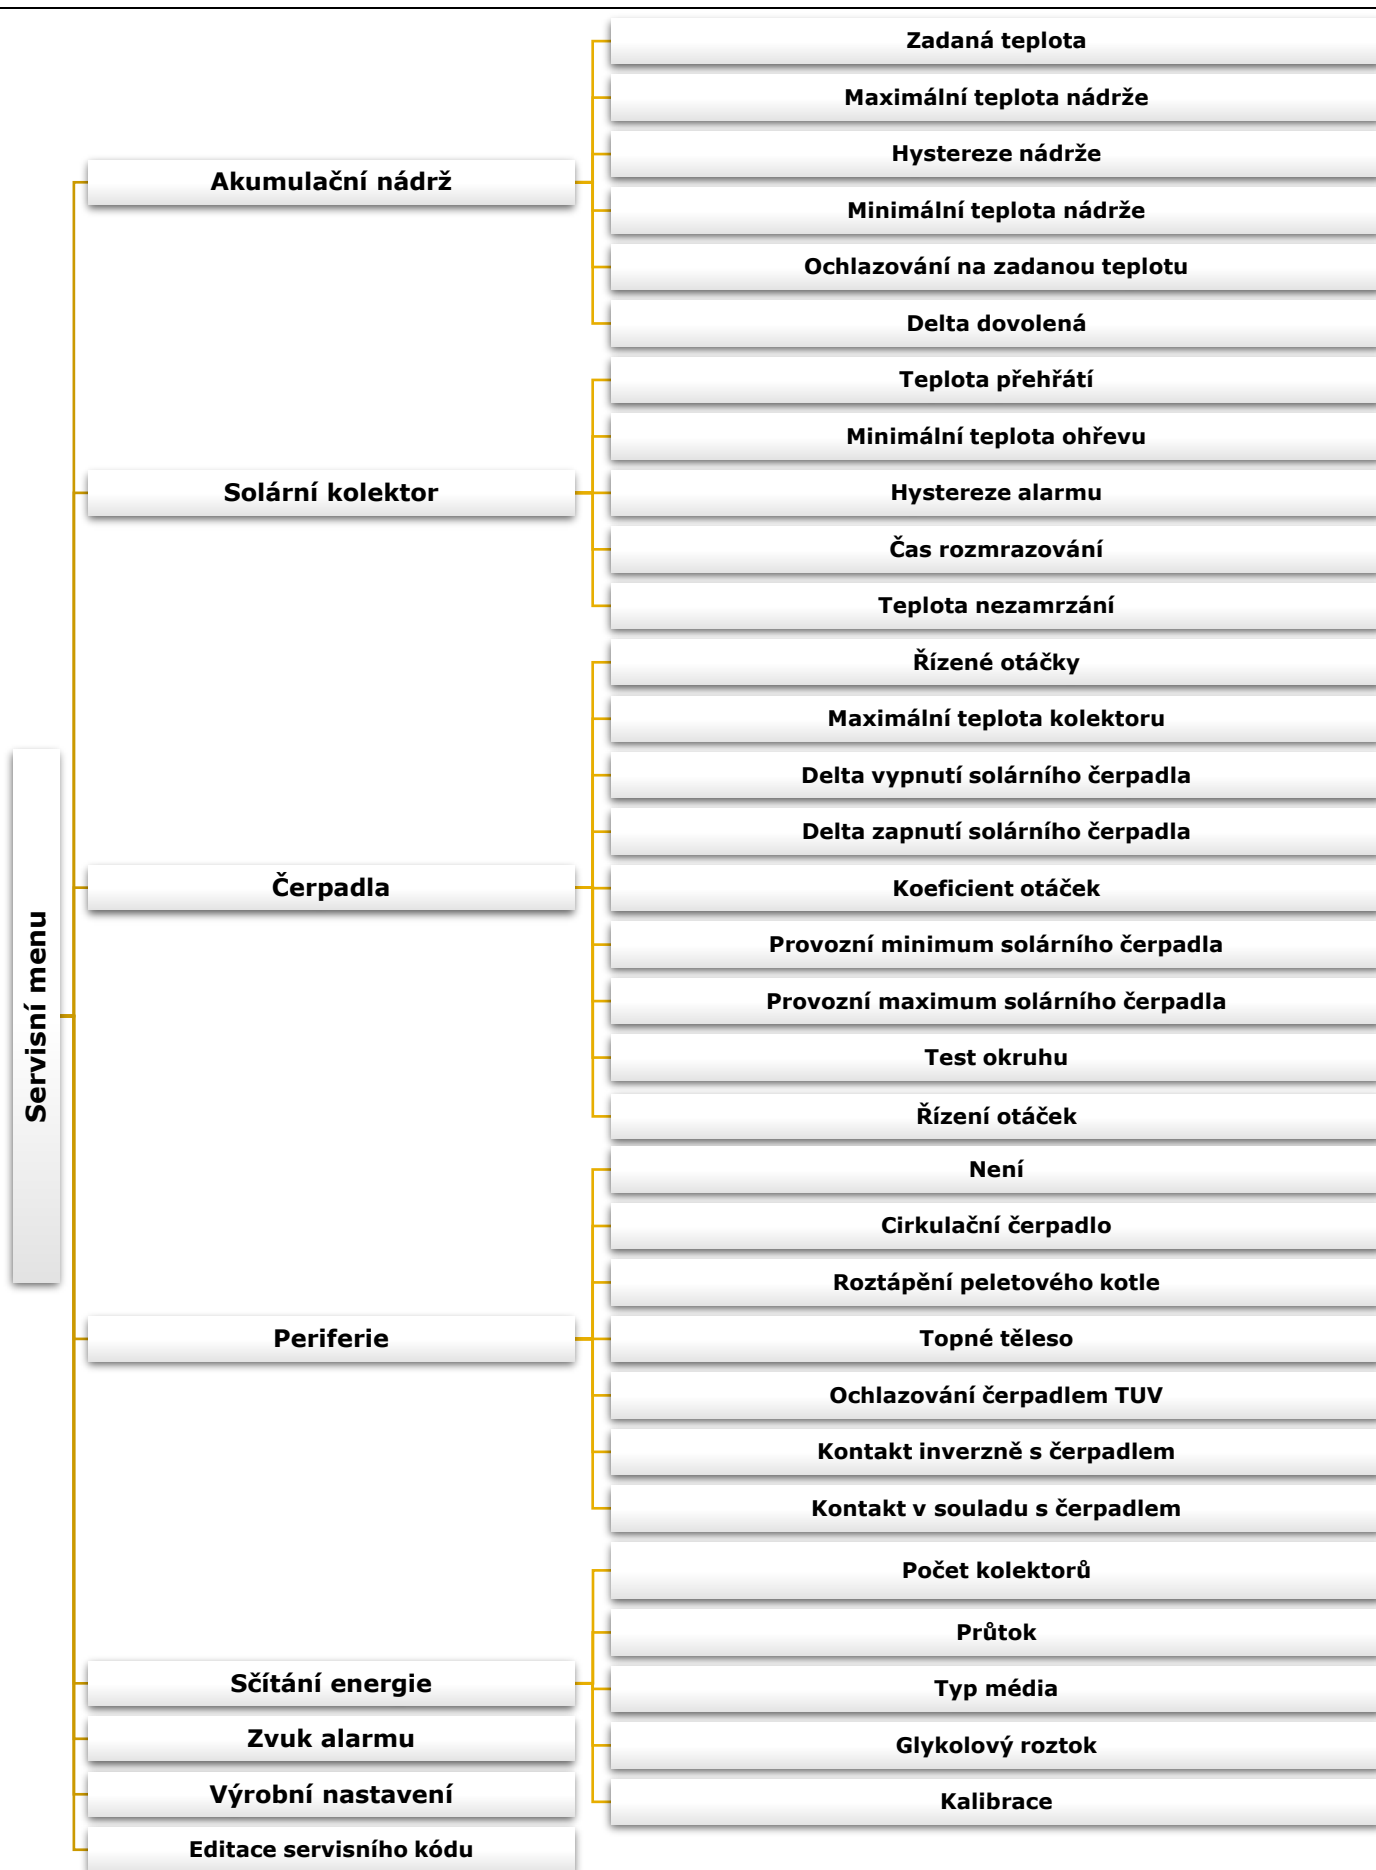 Servisní menu
Akumulační nádrž
Zadaná teplota
Maximální teplota nádrže
Hystereze nádrže
Minimální teplota nádrže
Ochlazování na zadanou teplotu
Delta dovolená
Solární kolektor
Teplota přehřátí
Minimální teplota ohřevu
Hystereze alarmu
Čas rozmrazování
Teplota nezamrzání
Čerpadla
Řízené otáčky
Maximální teplota kolektoru
Delta vypnutí solárního čerpadla
Delta zapnutí solárního čerpadla
Koeficient otáček
Provozní minimum solárního čerpadla
Provozní maximum solárního čerpadla
Test okruhu
Řízení otáček
Periferie
Není
Cirkulační čerpadlo
Roztápění peletového kotle
Topné těleso
Ochlazování čerpadlem TUV
Kontakt inverzně s čerpadlem
Kontakt v souladu s čerpadlem
Sčítání energie
Počet kolektorů
Průtok
Typ média
Glykolový roztok
Kalibrace
Zvuk alarmu
Výrobní nastavení
Editace servisního kódu